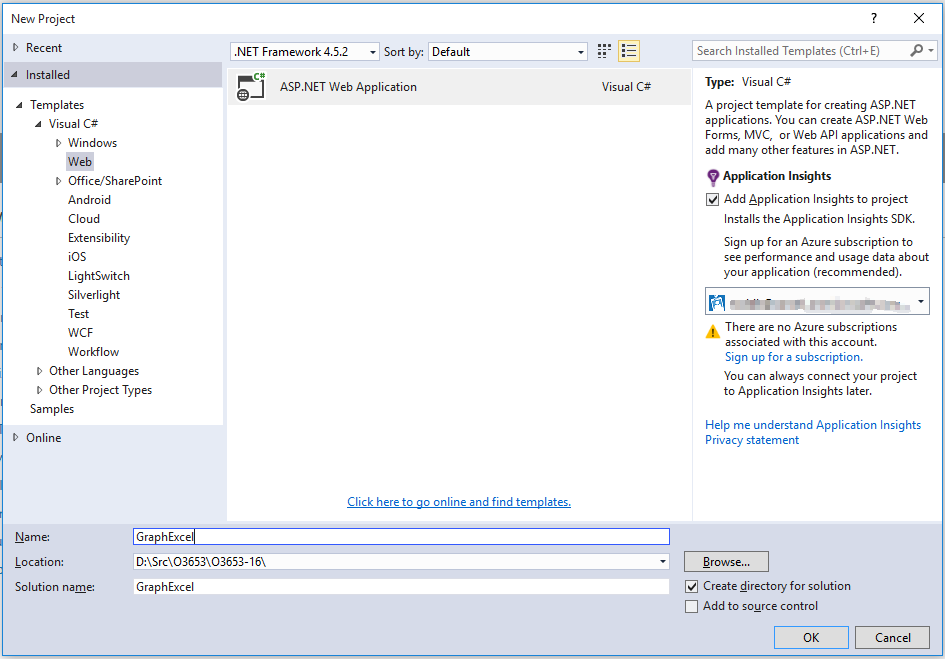 New Project
?
Recent
.NET Framework 4.5.2
Sort by:
Default
Search Installed Templates (Ctrl+E)
Installed
Templates
Visual C#
Windows
Web
Office/SharePoint
Android
Cloud
Extensibility
iOS
LightSwitch
Silverlight
Test
WCF
Workflow
Other Languages
Other Project Types
Samples
Online
C#
ASP.NET Web Application
Visual C#
Click here to go online and find templates.
Type: Visual C#
A project template for creating ASP.NET
applications. You can create ASP.NET Web
Forms, MVC, or Web API applications and
add many other features in ASP.NET.
Application Insights
Add Application Insights to project
Installs the Application Insights SDK.
Sign up for an Azure subscription to
see performance and usage data about
your application (recommended).
There are no Azure subscriptions
associated with this account.
Sign up for a subscription.
You can always connect your project
to Application Insights later.
Help me understand Application Insights
Privacy statement
Name:
GraphExcel
Location:
D:\Src\O3653\O3653-16\
Browse...
Solution name:
GraphExcel
Create directory for solution
Add to source control
OK
Cancel